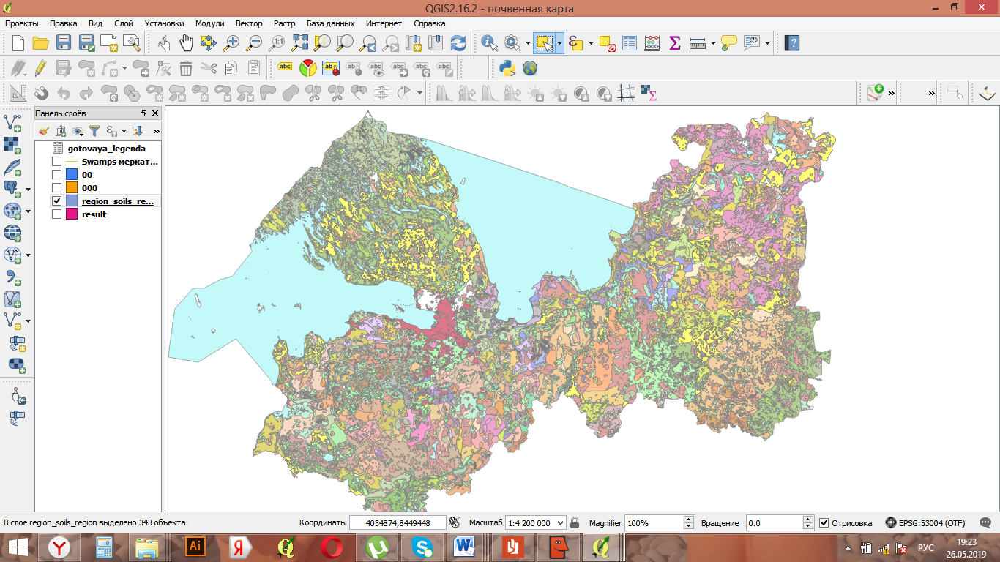 QGIS2.16.2 - почвенная карта
Проекты Правка Вид Слой Установки Модули Вектор Растр База данных Интернет Справка
1:1
abc abc abc abc abc abc abc
Панель слоёв
gotovaya_legenda
Swamps меркат...
00
000
region_soils_re...
result
В слое region_soils_region выделено 343 объекта.
Координаты 4034874,8449448 Масштаб 1:4 200 000 Magnifier 100% Вращение 0.0 Отрисовка EPSG:53004 (OTF)
Ai Я РУС
19:23
26.05.2019